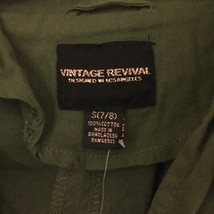 VINTAGE REVIVAL
DESIGNED IN LOS ANGELES
S(7/8)
100%COTTON
MADE IN
BANGLADESH